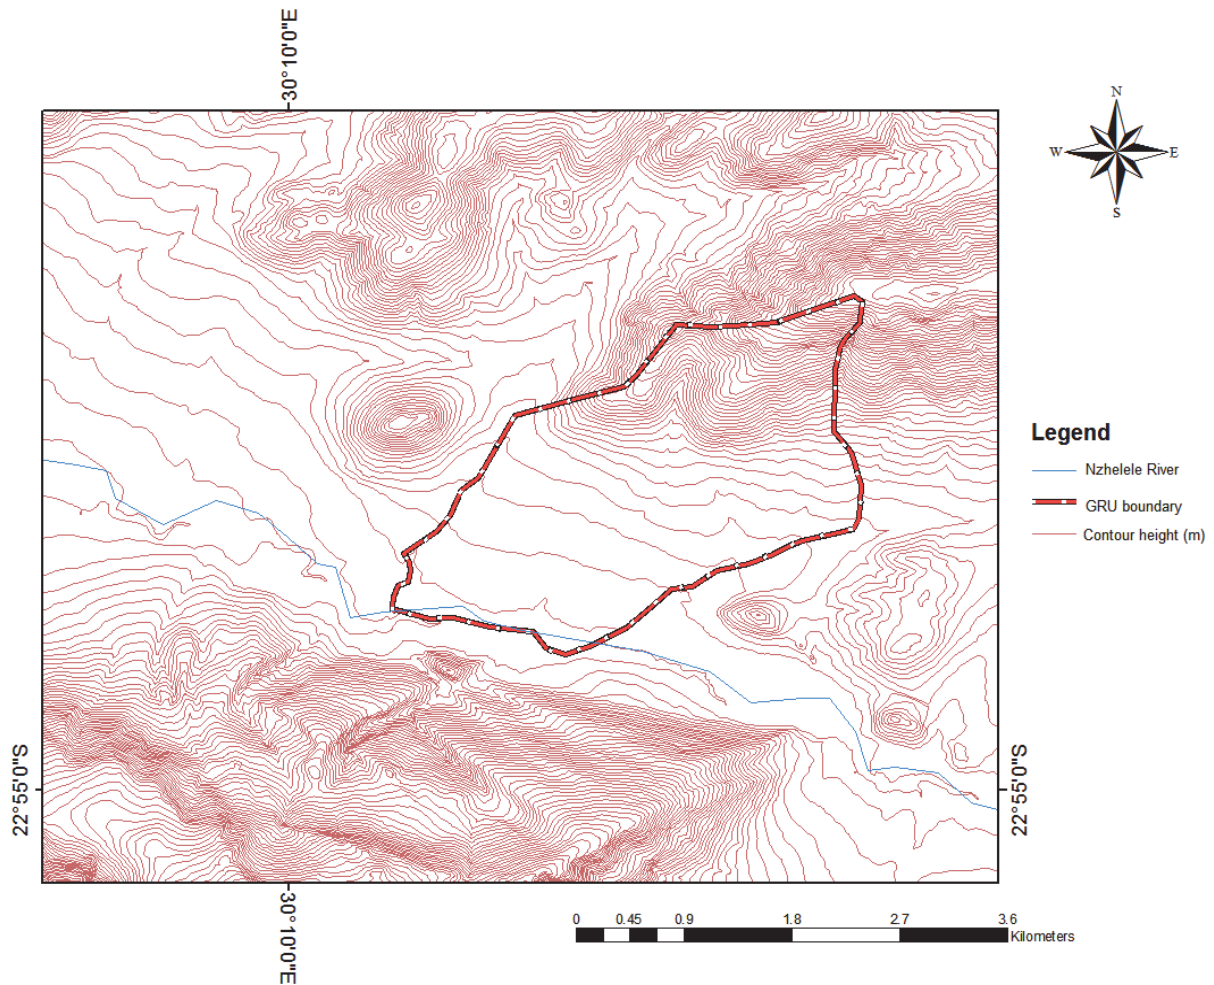 30°10'0"E
N
W E
S
22°55'0"S
22°55'0"S
Legend
Nzhelele River
GRU boundary
Contour height (m)
30°10'0"E
0 0.45 0.9 1.8 2.7 3.6
Kilometers